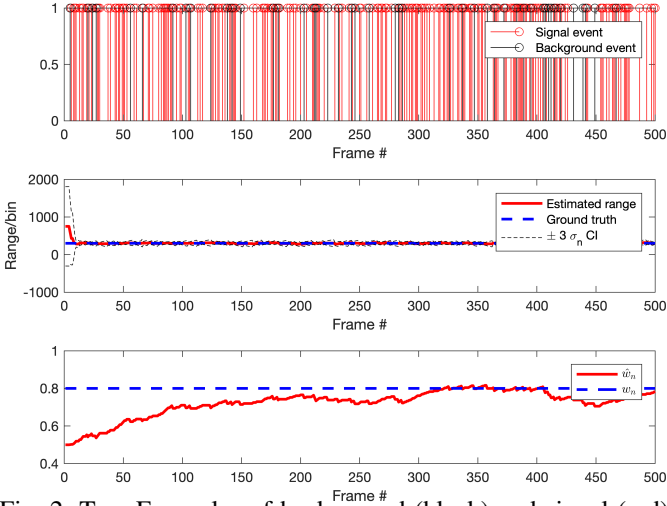 1
0.5
0
0 50 100 150 200 250 300 350 400 450 500
Frame #
Signal event
Background event
2000
1000
0
-1000
Range/bin
0 50 100 150 200 250 300 350 400 450 500
Frame #
Estimated range
Ground truth
± 3 σn CI
1
0.8
0.6
0.4
0 50 100 150 200 250 300 350 400 450 500
Frame #
ŵn
wn